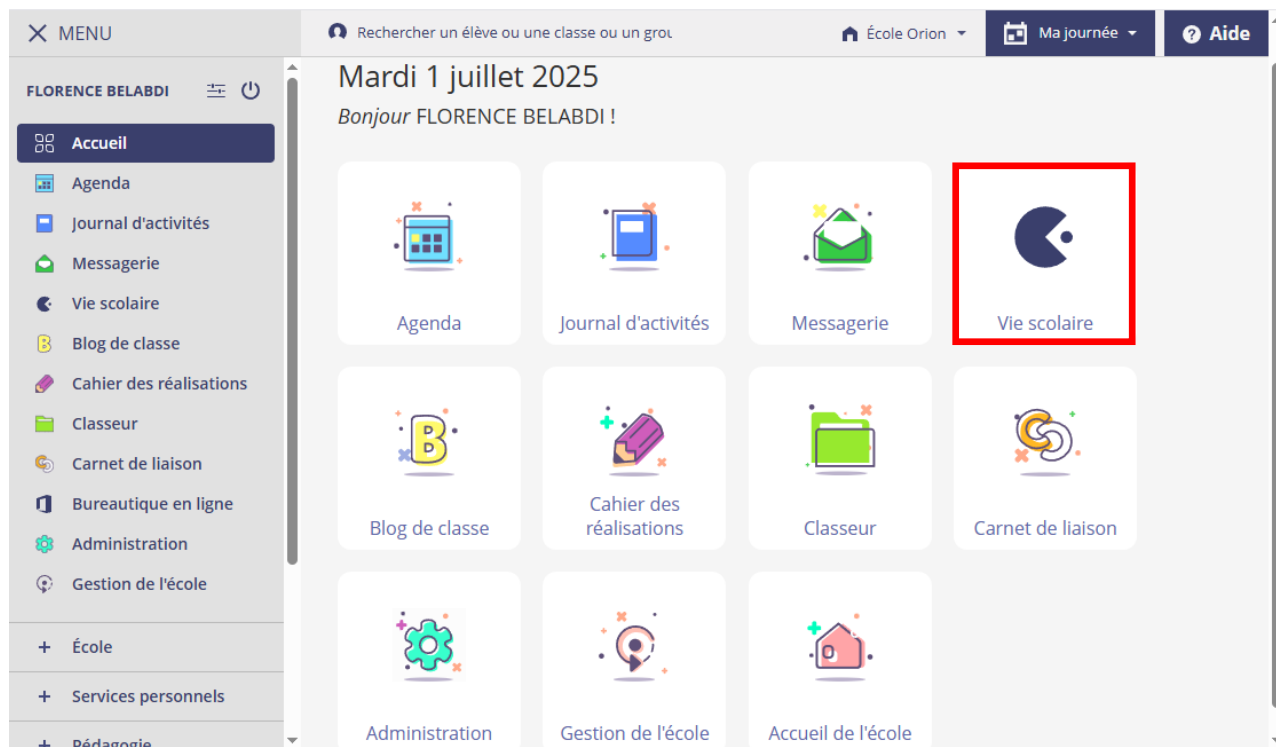 MENU
Rechercher un élève ou une classe ou un grou
École Orion
Ma journée
Aide
FLORENCE BELABDI
Accueil
Agenda
Journal d'activités
Messagerie
Vie scolaire
Blog de classe
Cahier des réalisations
Classeur
Carnet de liaison
Bureautique en ligne
Administration
Gestion de l'école
+ École
+ Services personnels
+ Pédagogie
Mardi 1 juillet 2025
Bonjour FLORENCE BELABDI !
Agenda
Journal d'activités
Messagerie
Vie scolaire
Blog de classe
Cahier des
réalisations
Classeur
Carnet de liaison
Administration
Gestion de l'école
Accueil de l'école